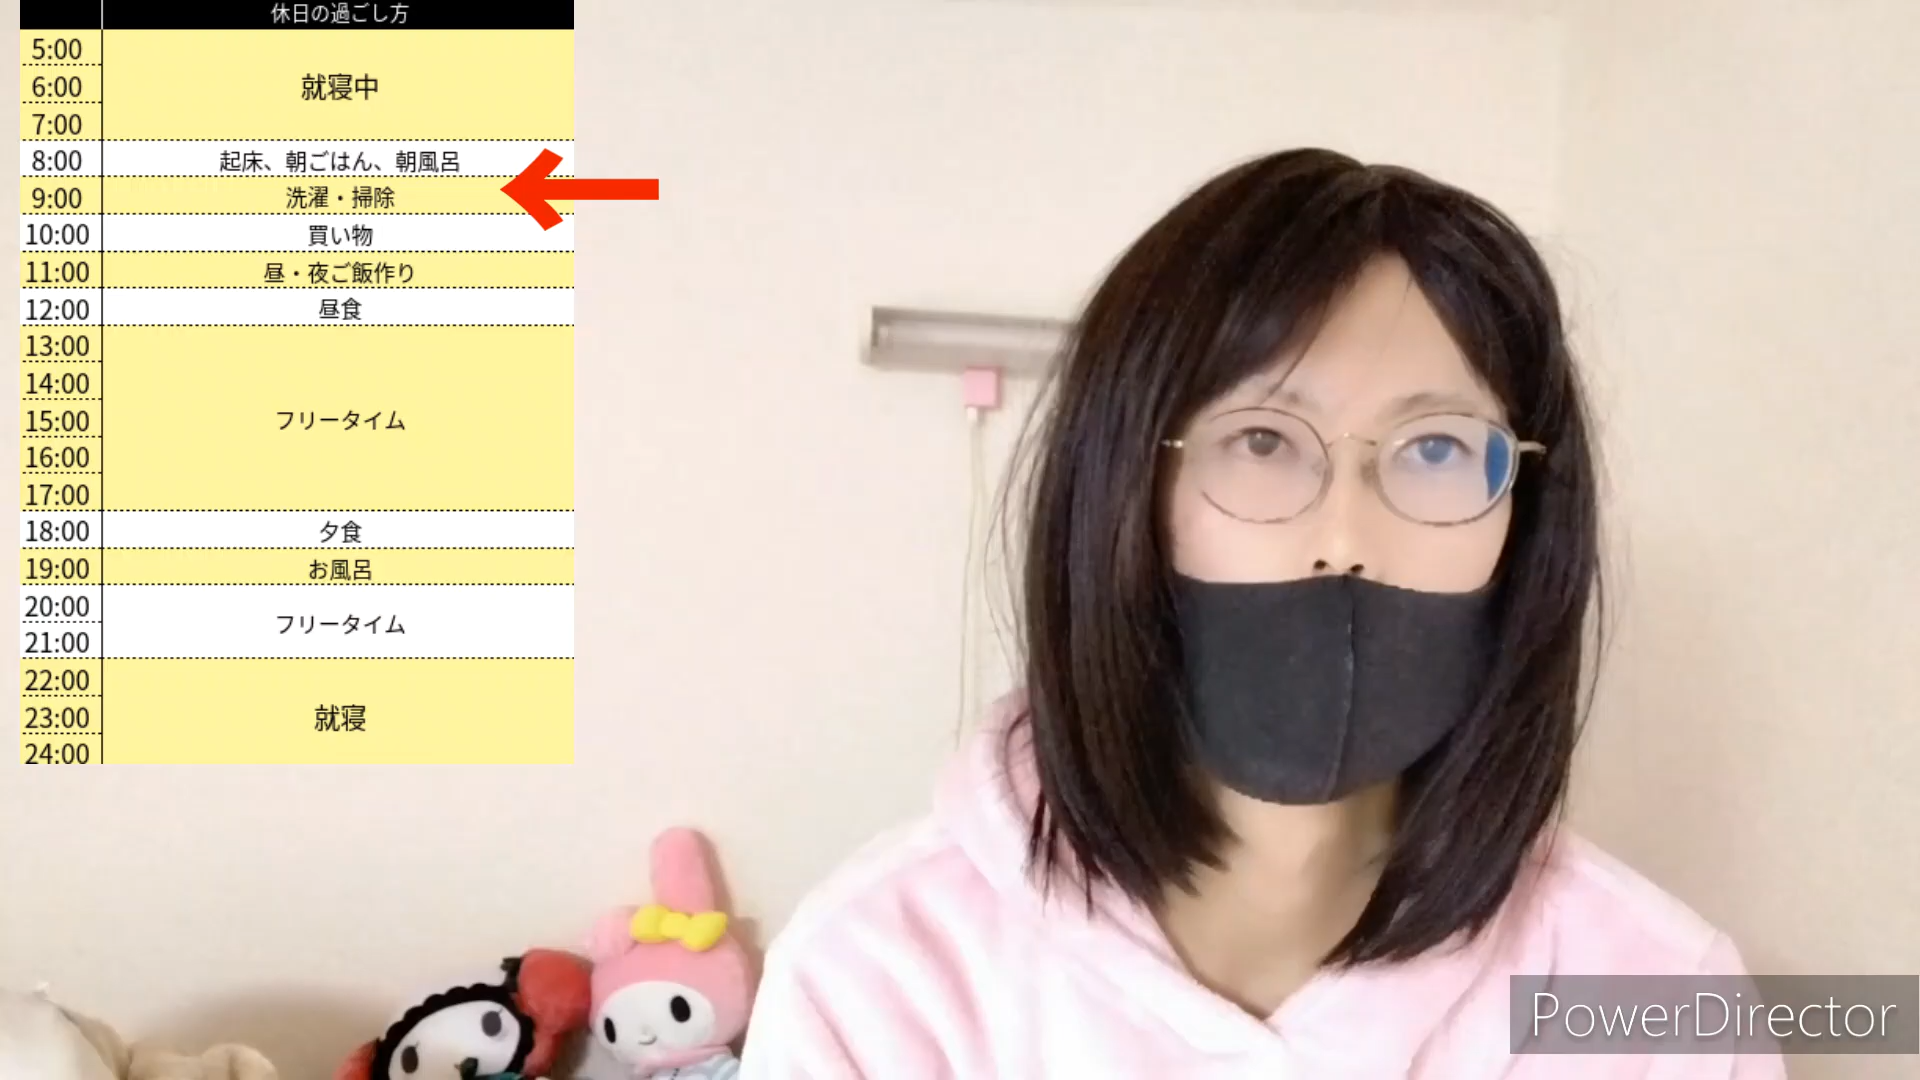 休日の過ごし方
5:00
6:00
7:00
就寝中
8:00 起床、朝ごはん、朝風呂
9:00 洗濯・掃除
10:00 買い物
11:00 昼・夜ご飯作り
12:00 昼食
13:00
14:00
15:00 フリータイム
16:00
17:00
18:00 夕食
19:00 お風呂
20:00
21:00
フリータイム
22:00
23:00 就寝
24:00
PowerDirector